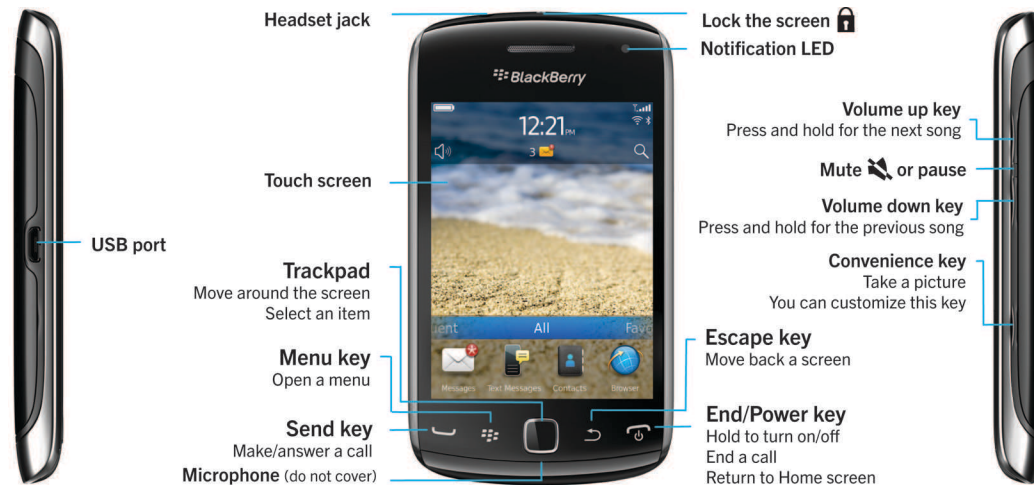 Headset jack
Lock the screen
Notification LED
BlackBerry
12:21 PM
3
Volume up key
Press and hold for the next song
Mute or pause
Volume down key
Press and hold for the previous song
Touch screen
USB port
Trackpad
Move around the screen
Select an item
Convenience key
Take a picture
You can customize this key
ent All Favo
Messages Text Messages Contacts Browser
Escape key
Move back a screen
Menu key
Open a menu
Send key
Make/answer a call
Microphone (do not cover)
End/Power key
Hold to turn on/off
End a call
Return to Home screen